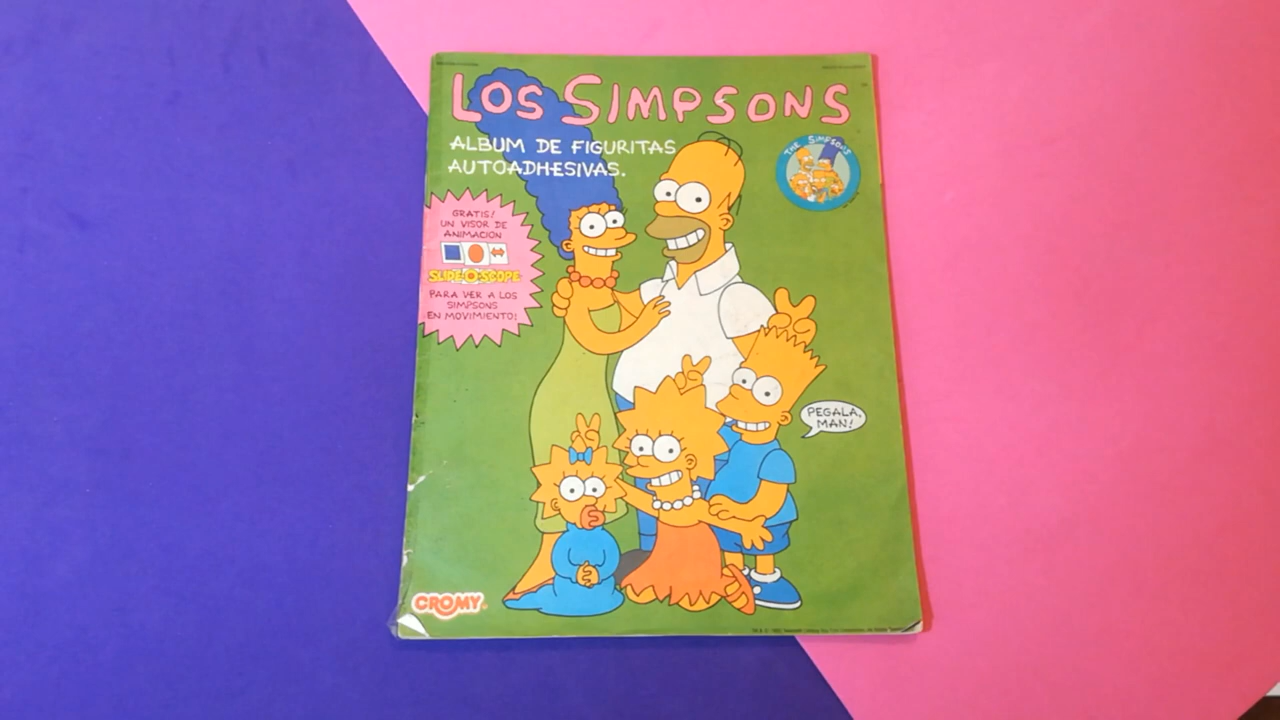 LOS SIMPSONS
ALBUM DE FIGURITAS
AUTOADHESIVAS.
THE SIMPSONS
GRATIS!
UN VISOR DE
ANIMACION
SLIDE-O-SCOPE
PARA VER A LOS
SIMPSONS
EN MOVIMIENTO!
PEGALA,
MAN!
CROMY